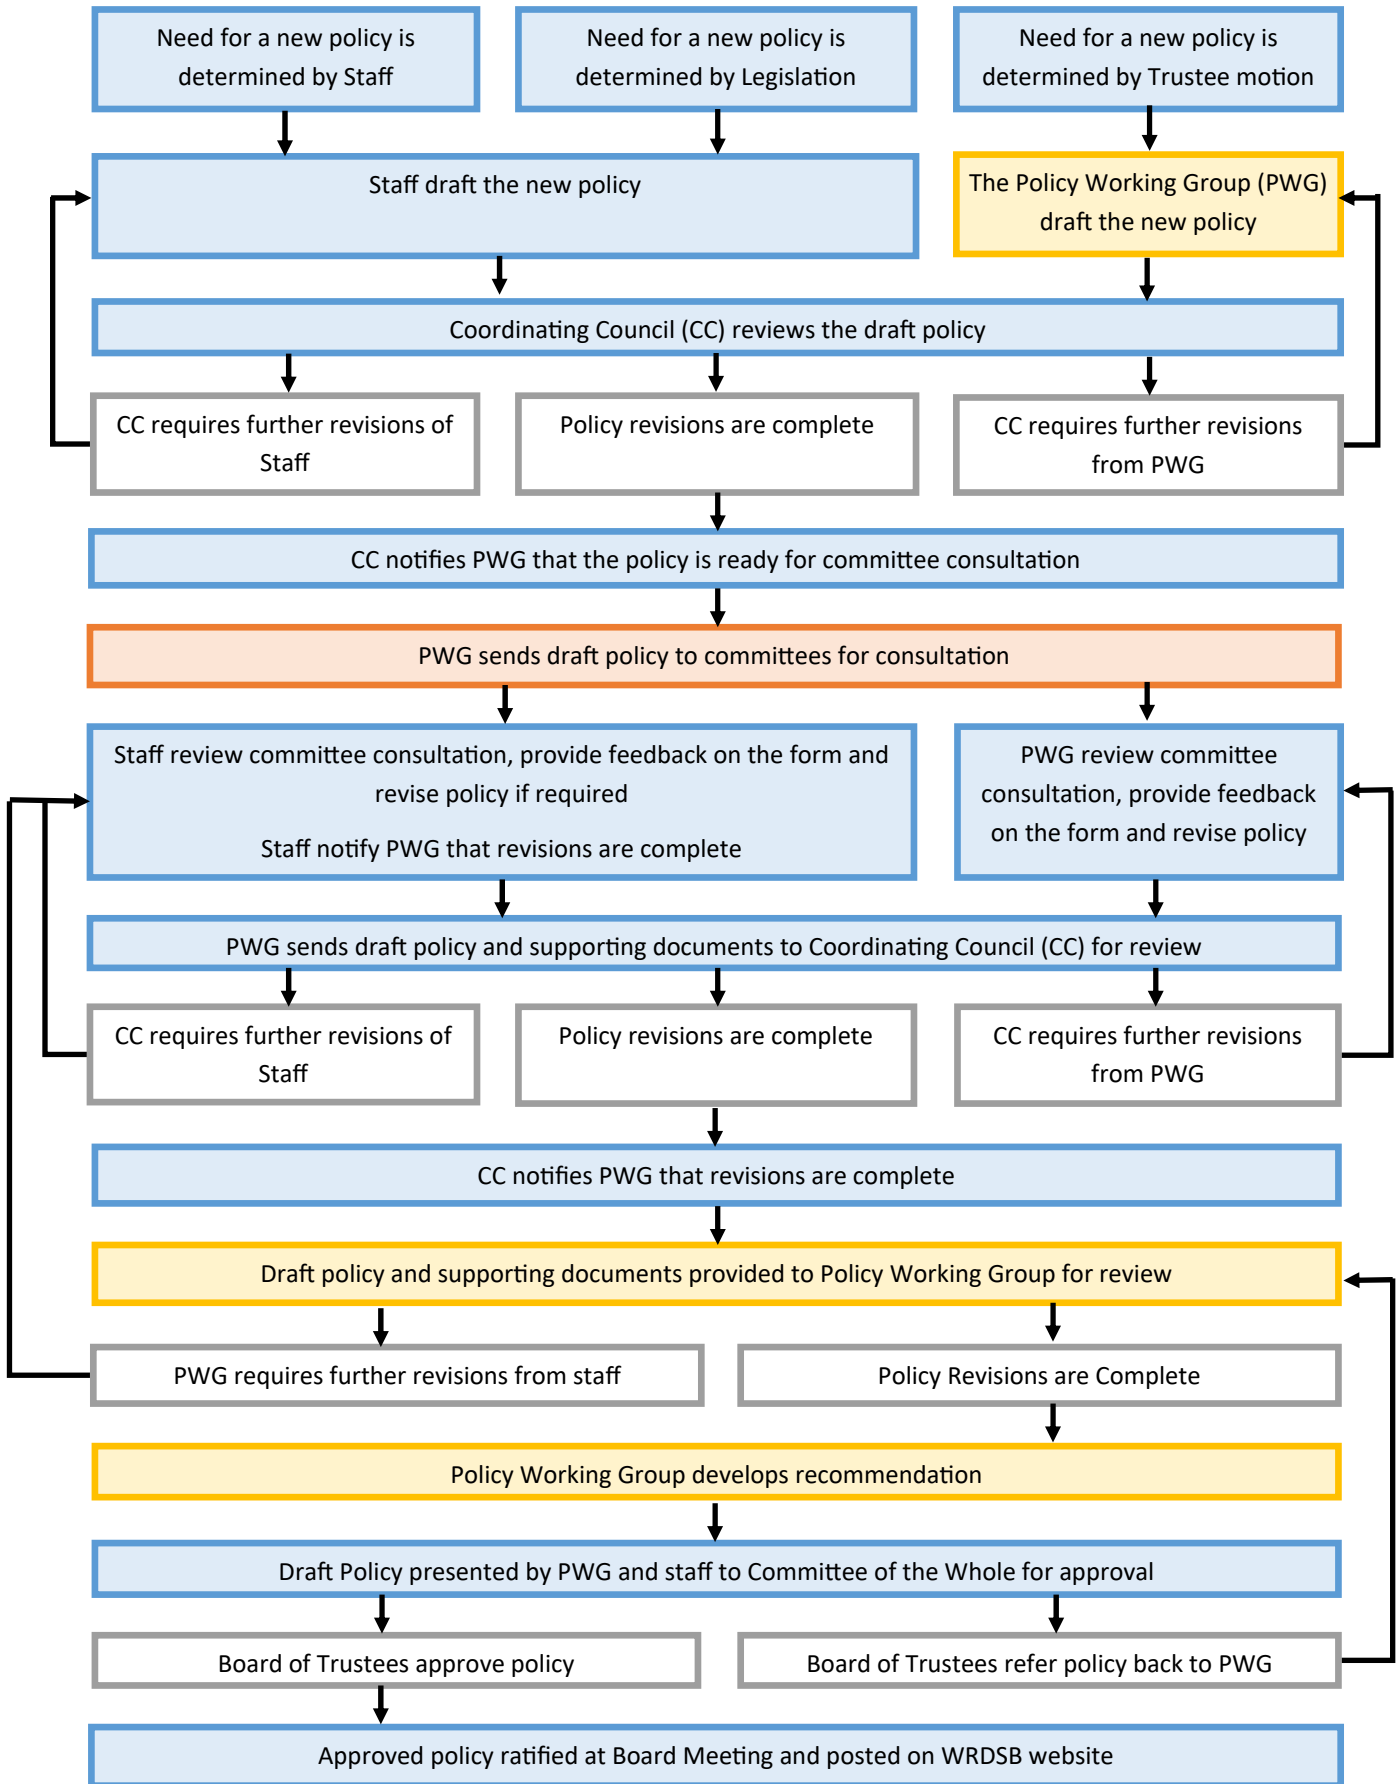 Need for a new policy is
determined by Staff
Need for a new policy is
determined by Legislation
Need for a new policy is
determined by Trustee motion
Staff draft the new policy
The Policy Working Group (PWG)
draft the new policy
Coordinating Council (CC) reviews the draft policy
CC requires further revisions of
Staff
Policy revisions are complete
CC requires further revisions
from PWG
CC notifies PWG that the policy is ready for committee consultation
PWG sends draft policy to committees for consultation
Staff review committee consultation, provide feedback on the form and
revise policy if required
Staff notify PWG that revisions are complete
PWG review committee
consultation, provide feedback
on the form and revise policy
PWG sends draft policy and supporting documents to Coordinating Council (CC) for review
CC requires further revisions of
Staff
Policy revisions are complete
CC requires further revisions
from PWG
CC notifies PWG that revisions are complete
Draft policy and supporting documents provided to Policy Working Group for review
PWG requires further revisions from staff
Policy Revisions are Complete
Policy Working Group develops recommendation
Draft Policy presented by PWG and staff to Committee of the Whole for approval
Board of Trustees approve policy
Board of Trustees refer policy back to PWG
Approved policy ratified at Board Meeting and posted on WRDSB website